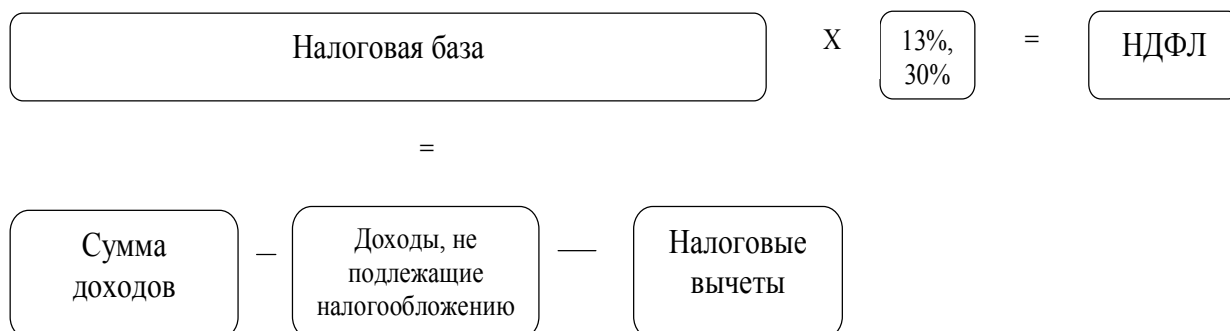 Налоговая база X 13%, = НДФЛ
30%
=
Сумма – Доходы, не — Налоговые
доходов подлежащие вычеты
налогообложению